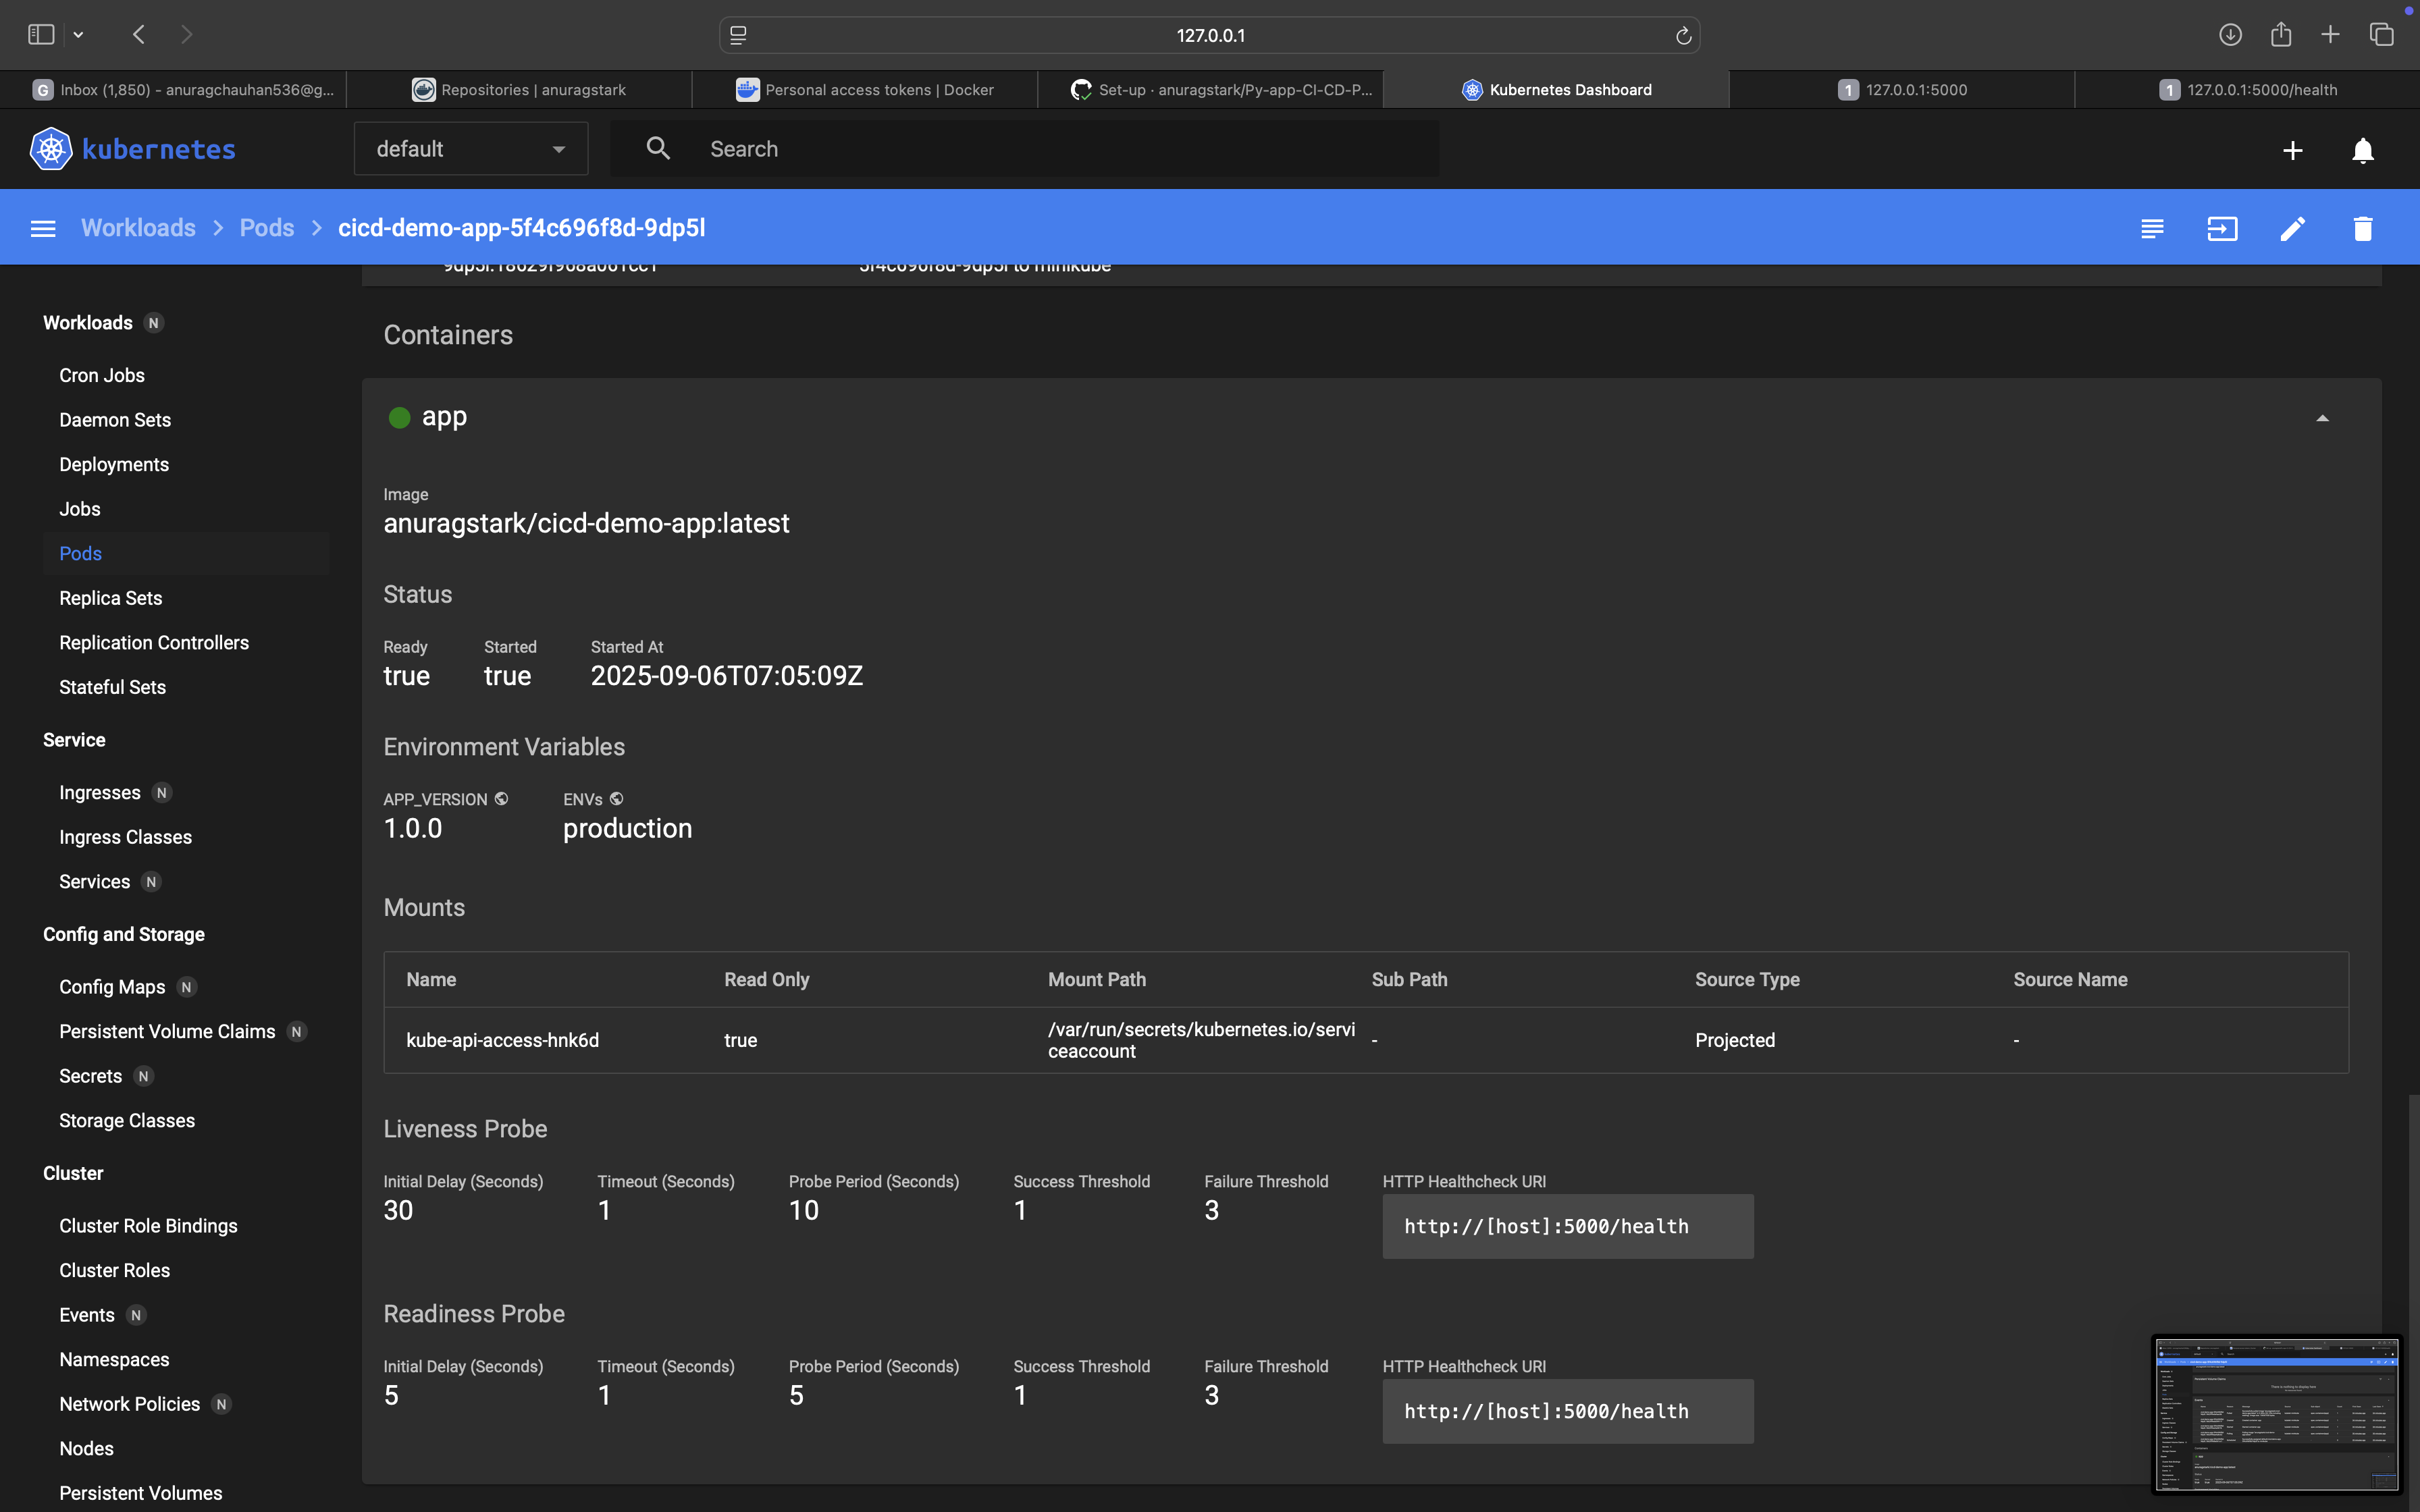 127.0.0.1
G Inbox (1,850) - anuragchauhan536@g...
Repositories | anuragstark
Personal access tokens | Docker
Set-up · anuragstark/Py-app-CI-CD-P...
Kubernetes Dashboard
1 127.0.0.1:5000
1 127.0.0.1:5000/health
kubernetes
default
Search
Workloads > Pods > cicd-demo-app-5f4c696f8d-9dp5l
9dp5l.18629f968a061cc1
5f4c696f8d-9dp5l to minikube
Workloads N
Cron Jobs
Daemon Sets
Deployments
Jobs
Pods
Replica Sets
Replication Controllers
Stateful Sets
Service
Ingresses N
Ingress Classes
Services N
Config and Storage
Config Maps N
Persistent Volume Claims N
Secrets N
Storage Classes
Cluster
Cluster Role Bindings
Cluster Roles
Events N
Namespaces
Network Policies N
Nodes
Persistent Volumes
Containers
app
Image
anuragstark/cicd-demo-app:latest
Status
Ready Started Started At
true true 2025-09-06T07:05:09Z
Environment Variables
APP_VERSION ENVs
1.0.0 production
Mounts
Name Read Only Mount Path Sub Path Source Type Source Name
kube-api-access-hnk6d true /var/run/secrets/kubernetes.io/servi - Projected -
ceaccount
Liveness Probe
Initial Delay (Seconds) Timeout (Seconds) Probe Period (Seconds) Success Threshold Failure Threshold HTTP Healthcheck URI
30 1 10 1 3 http://[host]:5000/health
Readiness Probe
Initial Delay (Seconds) Timeout (Seconds) Probe Period (Seconds) Success Threshold Failure Threshold HTTP Healthcheck URI
5 1 5 1 3 http://[host]:5000/health